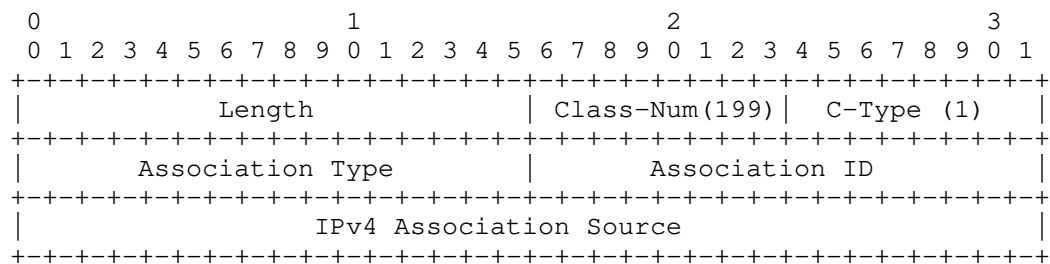 0                   1                   2                   3
 0 1 2 3 4 5 6 7 8 9 0 1 2 3 4 5 6 7 8 9 0 1 2 3 4 5 6 7 8 9 0 1
+-+-+-+-+-+-+-+-+-+-+-+-+-+-+-+-+-+-+-+-+-+-+-+-+-+-+-+-+-+-+-+-+
|            Length             | Class-Num(199)|  C-Type (1)   |
+-+-+-+-+-+-+-+-+-+-+-+-+-+-+-+-+-+-+-+-+-+-+-+-+-+-+-+-+-+-+-+-+
|       Association Type        |       Association ID          |
+-+-+-+-+-+-+-+-+-+-+-+-+-+-+-+-+-+-+-+-+-+-+-+-+-+-+-+-+-+-+-+-+
|                  IPv4 Association Source                      |
+-+-+-+-+-+-+-+-+-+-+-+-+-+-+-+-+-+-+-+-+-+-+-+-+-+-+-+-+-+-+-+-+